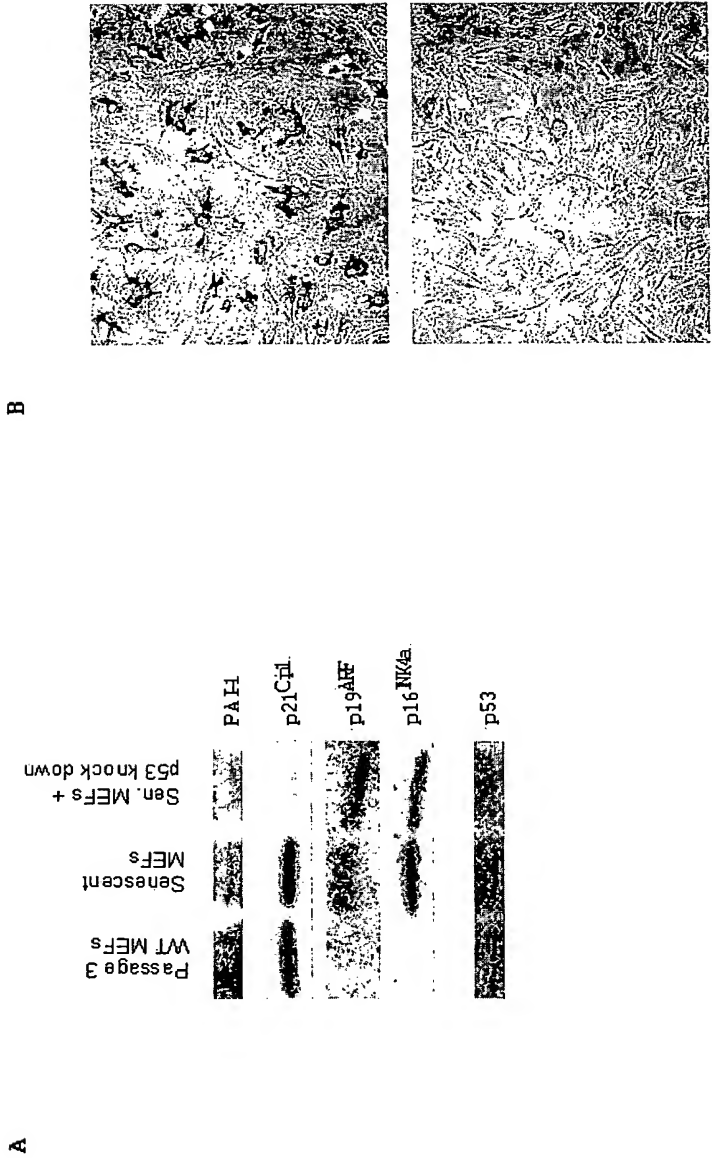 A
B
Passage 3
WT MEFs
Senescent
MEFs
Sen. MEFs +
p53 knock down
PAI-1
p21Cip1
p19ARF
p16INK4a
p53